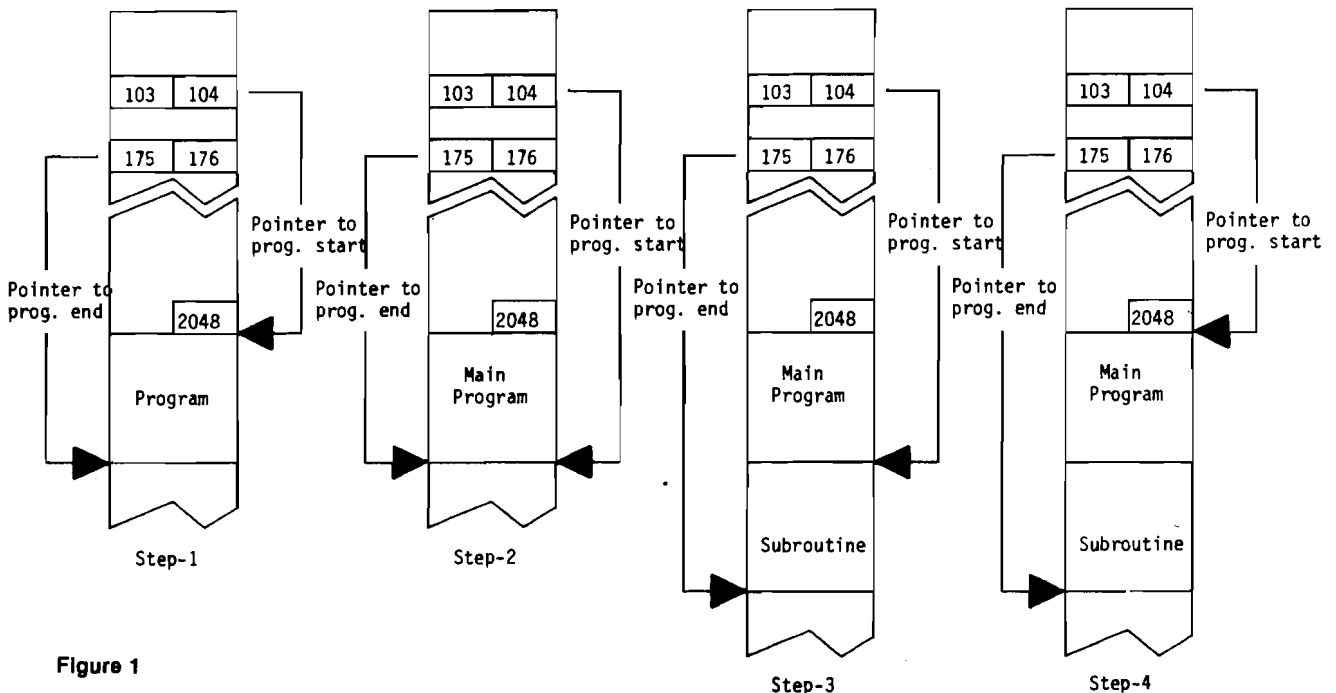 103 104
175 176
Pointer to
prog. start
Pointer to
prog. end
2048
Program
Step-1
103 104
175 176
Pointer to
prog. start
Pointer to
prog. end
2048
Main
Program
Step-2
103 104
175 176
Pointer to
prog. start
Pointer to
prog. end
2048
Main
Program
Subroutine
Step-3
103 104
175 176
Pointer to
prog. start
Pointer to
prog. end
2048
Main
Program
Subroutine
Step-4
Figure 1